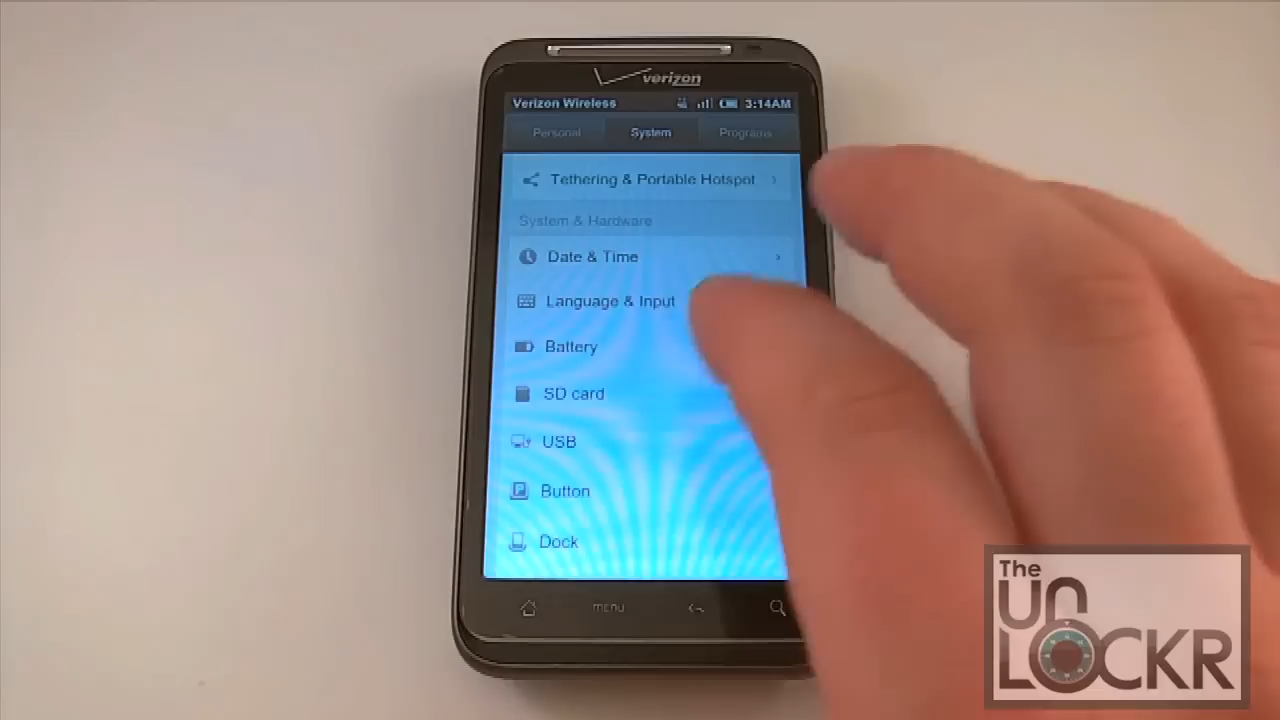 verizon
Verizon Wireless 3:14AM
Personal System Programs
Tethering & Portable Hotspot
System & Hardware
Date & Time
Language & Input
Battery
SD card
USB
Button
Dock
MENU
The
UN
LOCKR